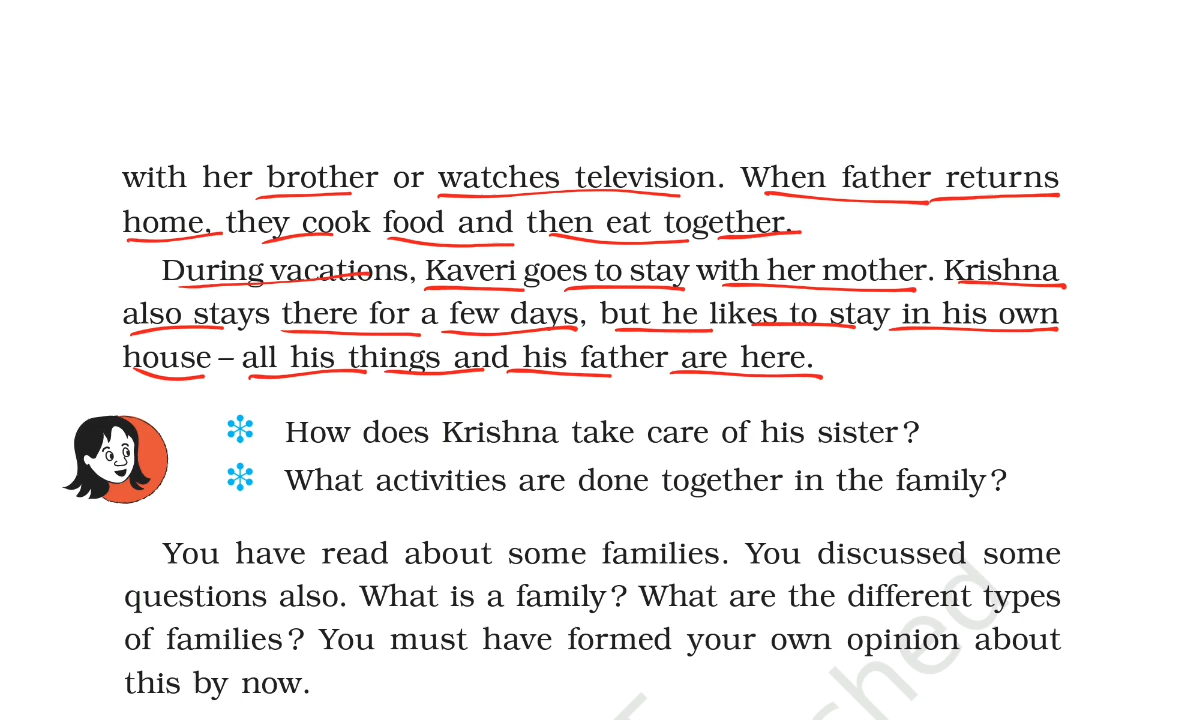 with her brother or watches television. When father returns
home, they cook food and then eat together.
During vacations, Kaveri goes to stay with her mother. Krishna
also stays there for a few days, but he likes to stay in his own
house – all his things and his father are here.
How does Krishna take care of his sister?
What activities are done together in the family?
You have read about some families. You discussed some
questions also. What is a family? What are the different types
of families? You must have formed your own opinion about
this by now.